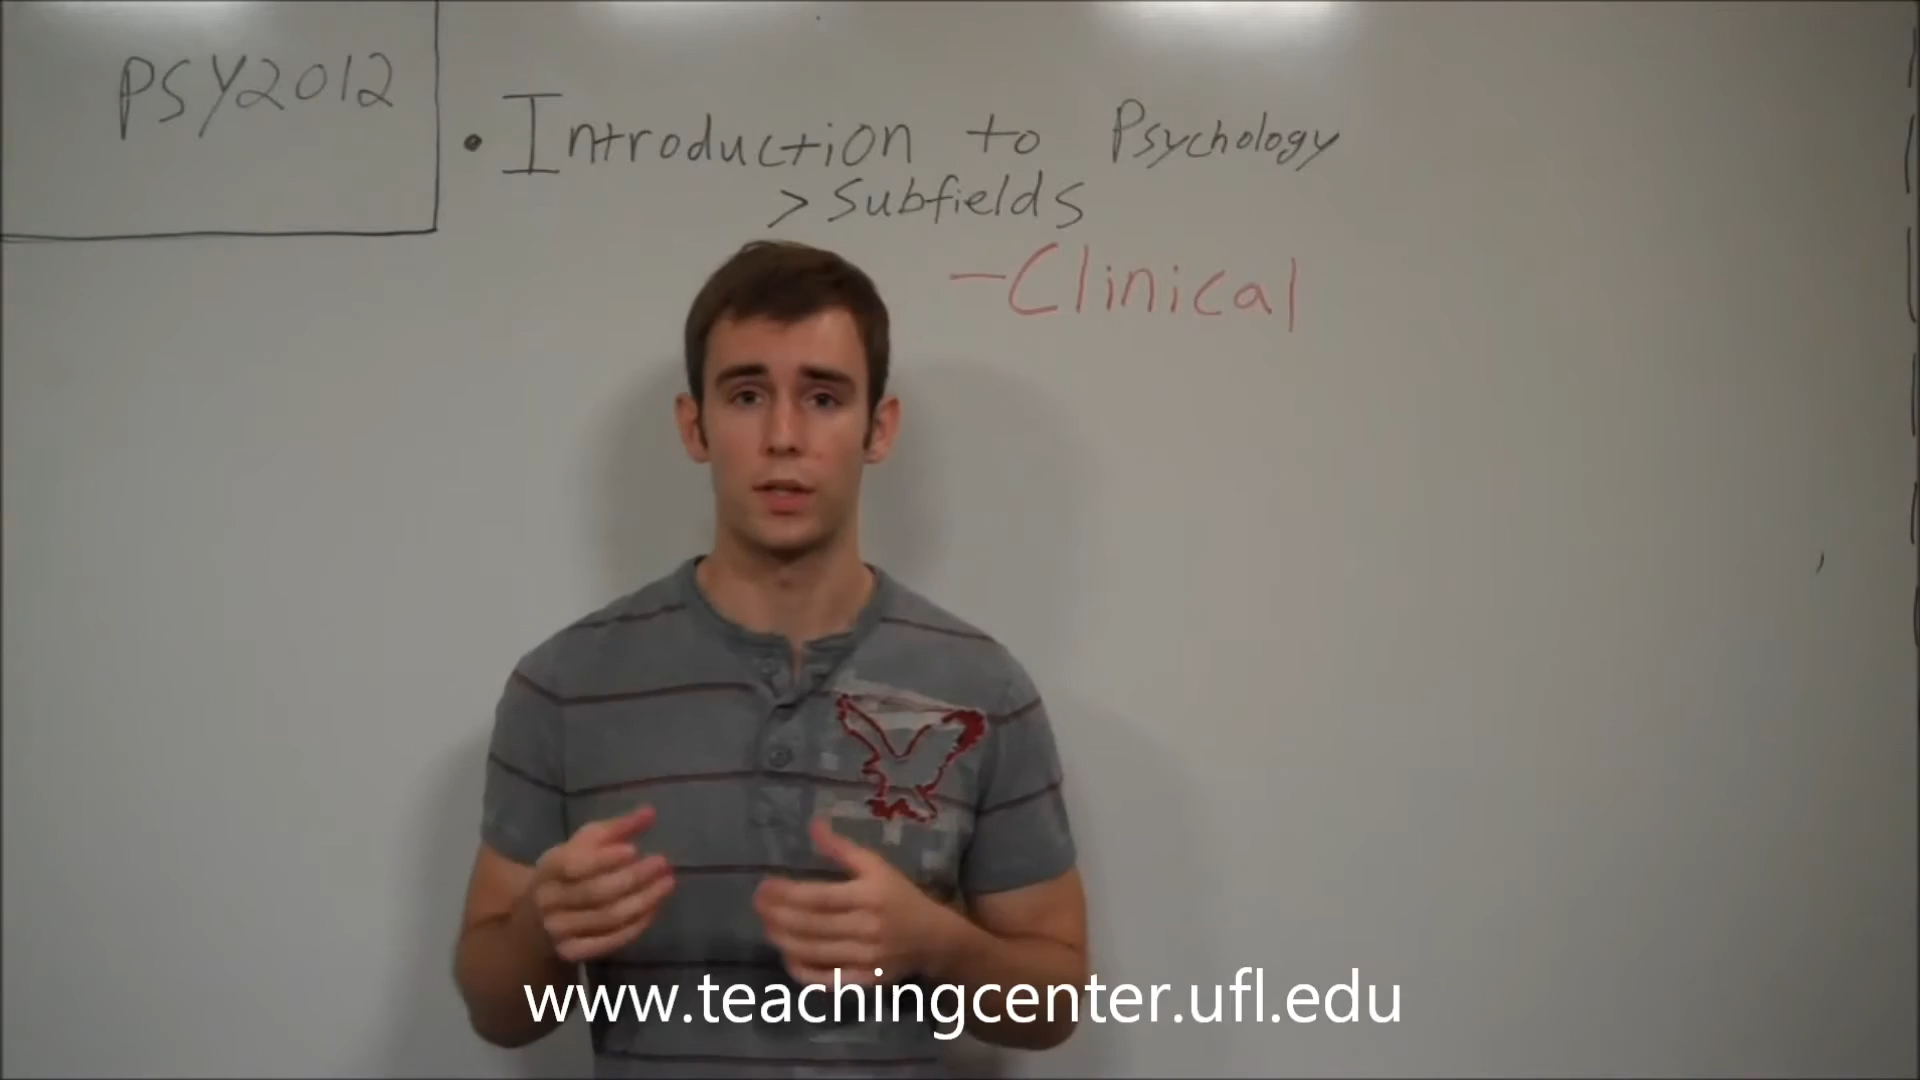 PSY2012
• Introduction to Psychology
> Subfields
- Clinical
www.teachingcenter.ufl.edu